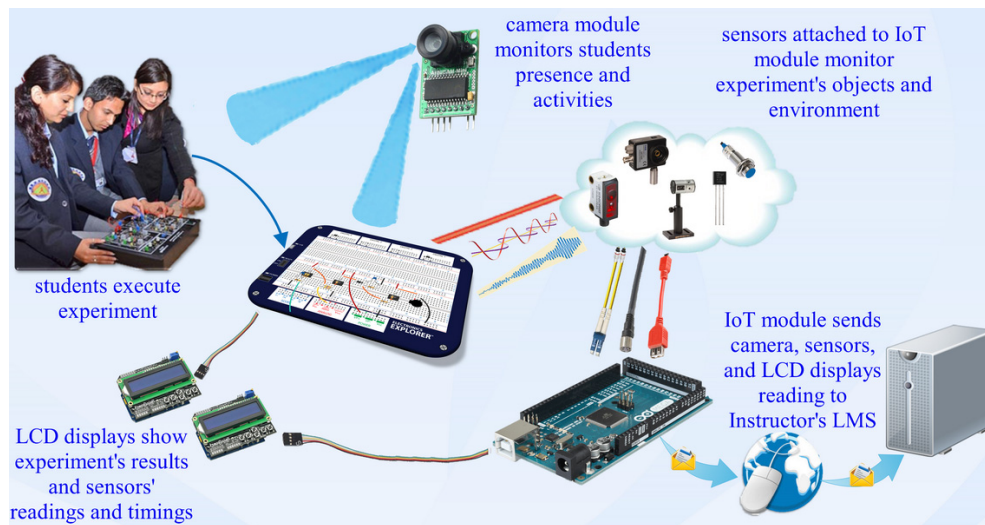 camera module
monitors students
presence and
activities
sensors attached to IoT
module monitor
experiment's objects and
environment
students execute
experiment
EXPLORER
IoT module sends
camera, sensors,
and LCD displays
reading to
Instructor's LMS
LCD displays show
experiment's results
and sensors'
readings and timings